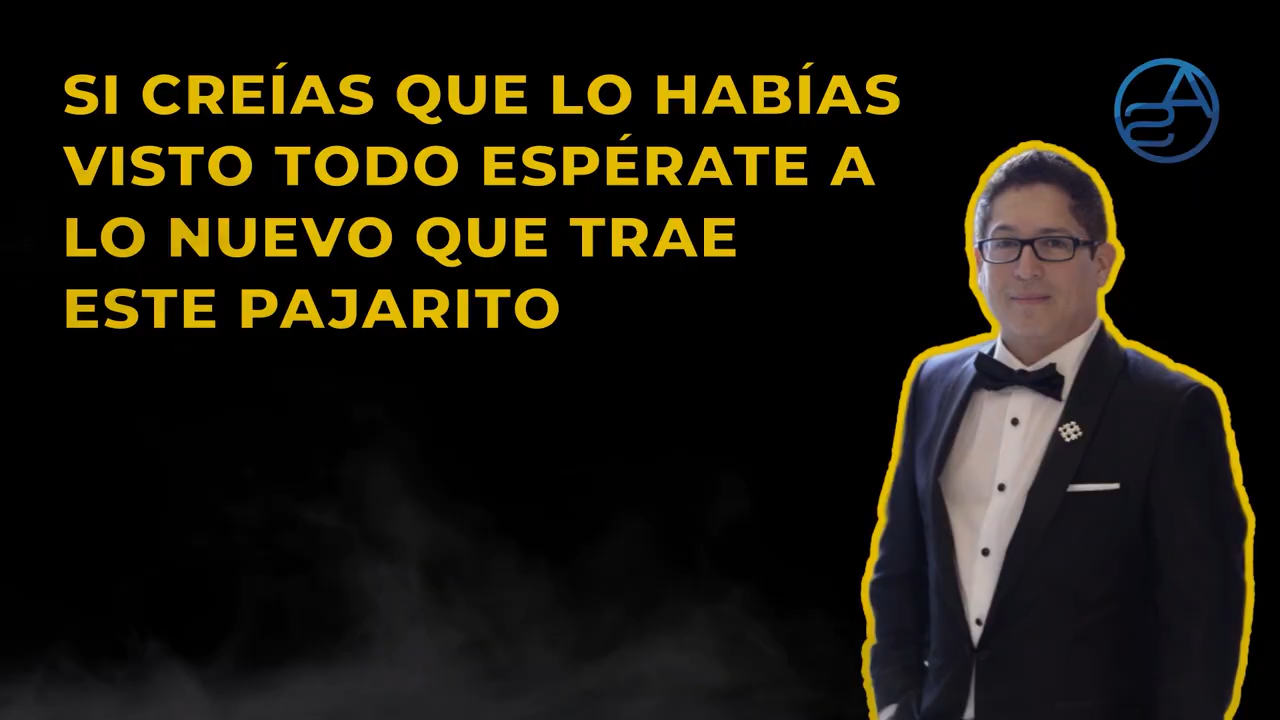 SI CREÍAS QUE LO HABÍAS
VISTO TODO ESPÉRATE A
LO NUEVO QUE TRAE
ESTE PAJARITO